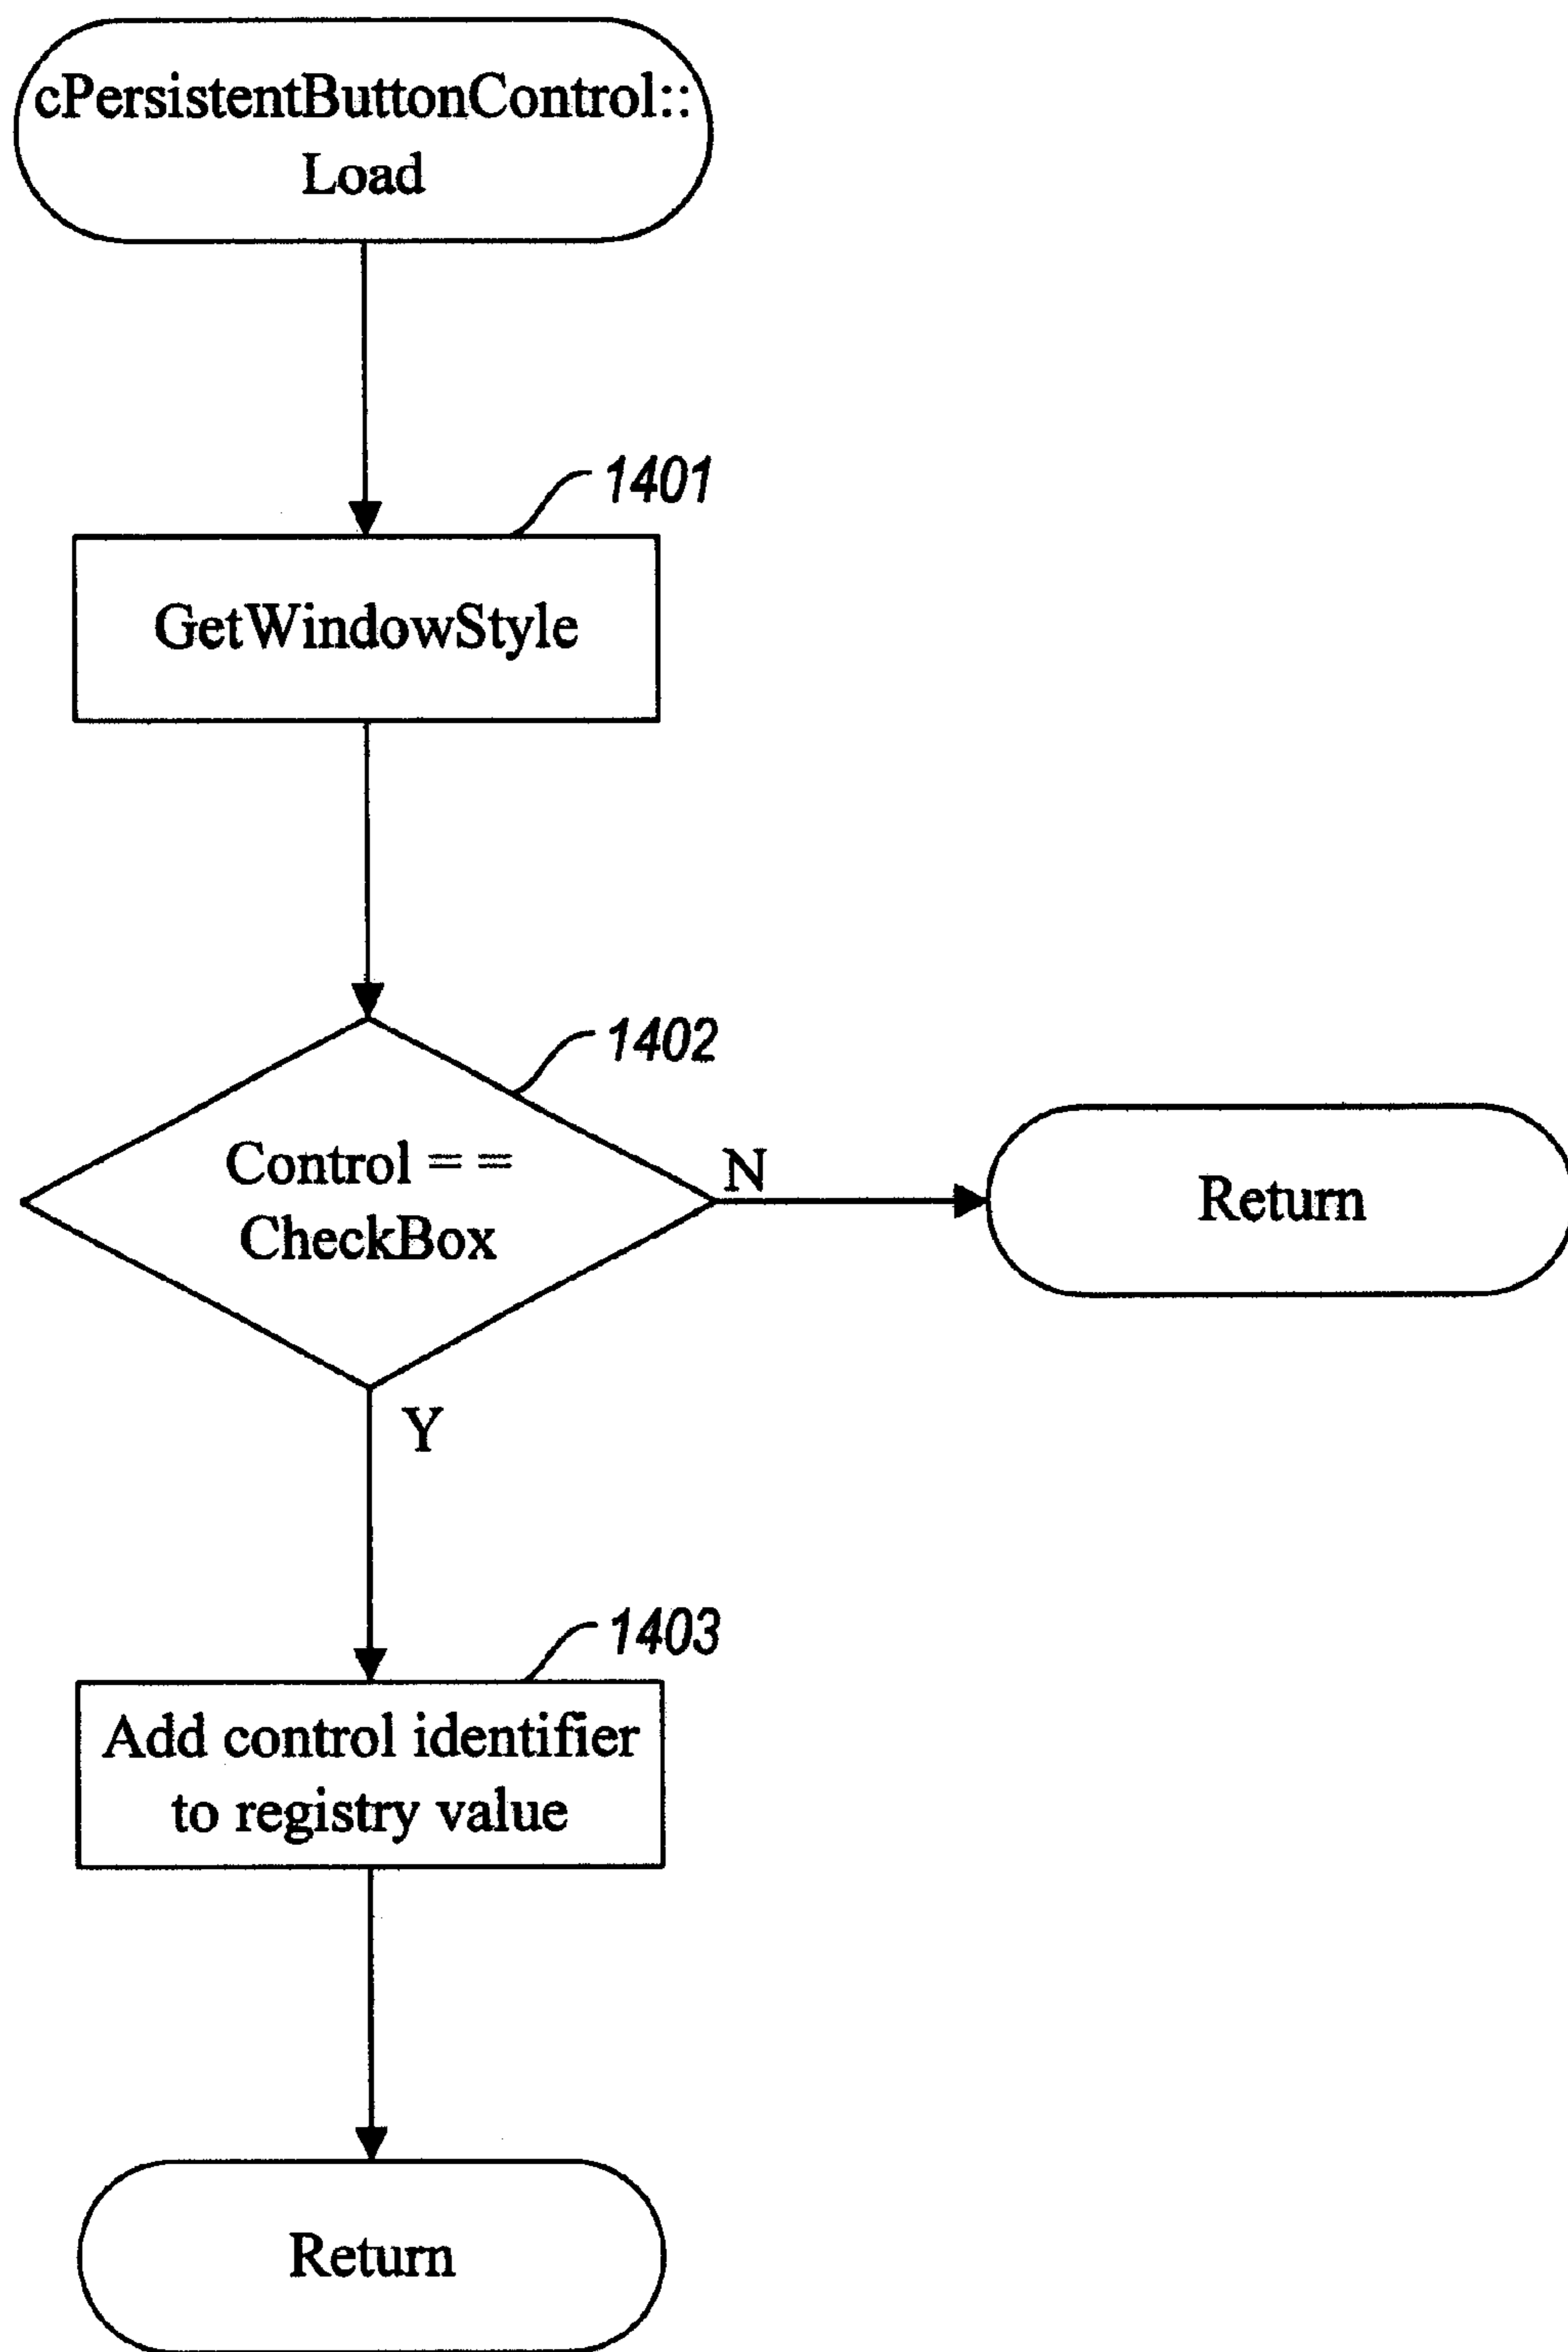 cPersistentButtonControl::
Load
1401
GetWindowStyle
1402
Control = =
CheckBox
N
Return
Y
1403
Add control identifier
to registry value
Return